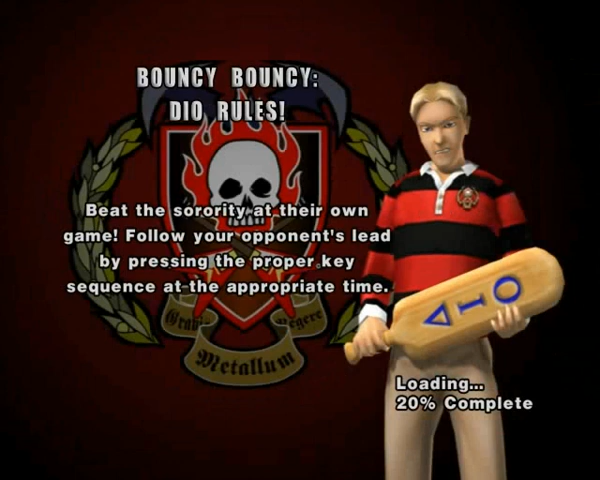 BOUNCY BOUNCY:
DIO RULES!
Beat the sorority at their own
game! Follow your opponent's lead
by pressing the proper key
sequence at the appropriate time.
Metallum
ΔΙΟ
Loading...
20% Complete